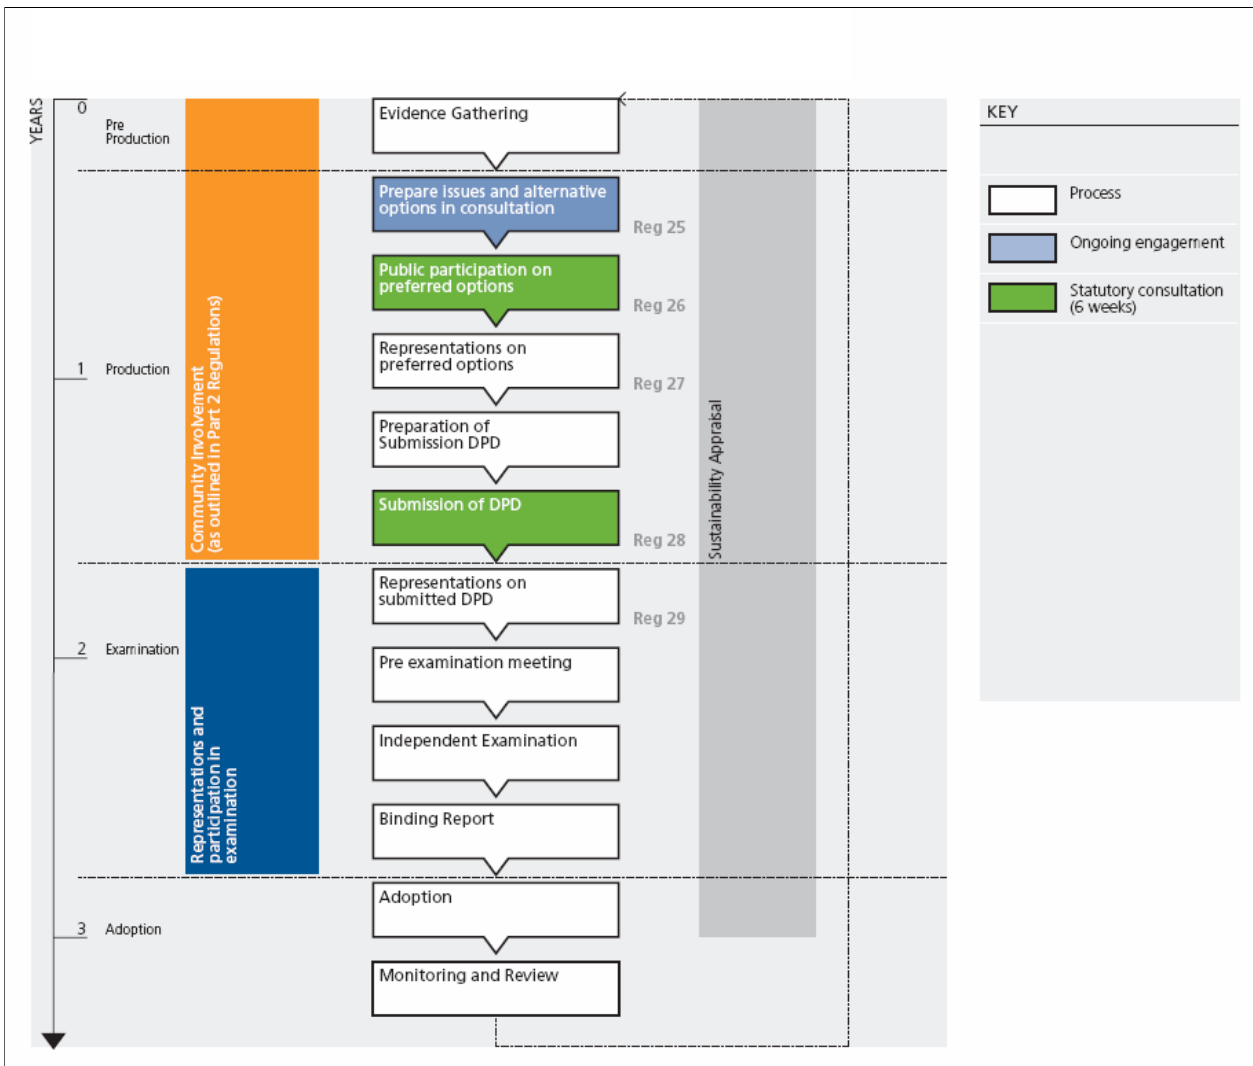 YEARS
0
Pre
Production
1
Production
2
Examination
3
Adoption
Community Involvement
(as outlined in Part 2 Regulations)
Representations and
participation in
examination
Evidence Gathering
Prepare issues and alternative
options in consultation
Reg 25
Public participation on
preferred options
Reg 26
Representations on
preferred options
Reg 27
Preparation of
Submission DPD
Submission of DPD
Reg 28
Representations on
submitted DPD
Reg 29
Pre examination meeting
Independent Examination
Binding Report
Adoption
Monitoring and Review
Sustainability Appraisal
KEY
Process
Ongoing engagement
Statutory consultation
(6 weeks)